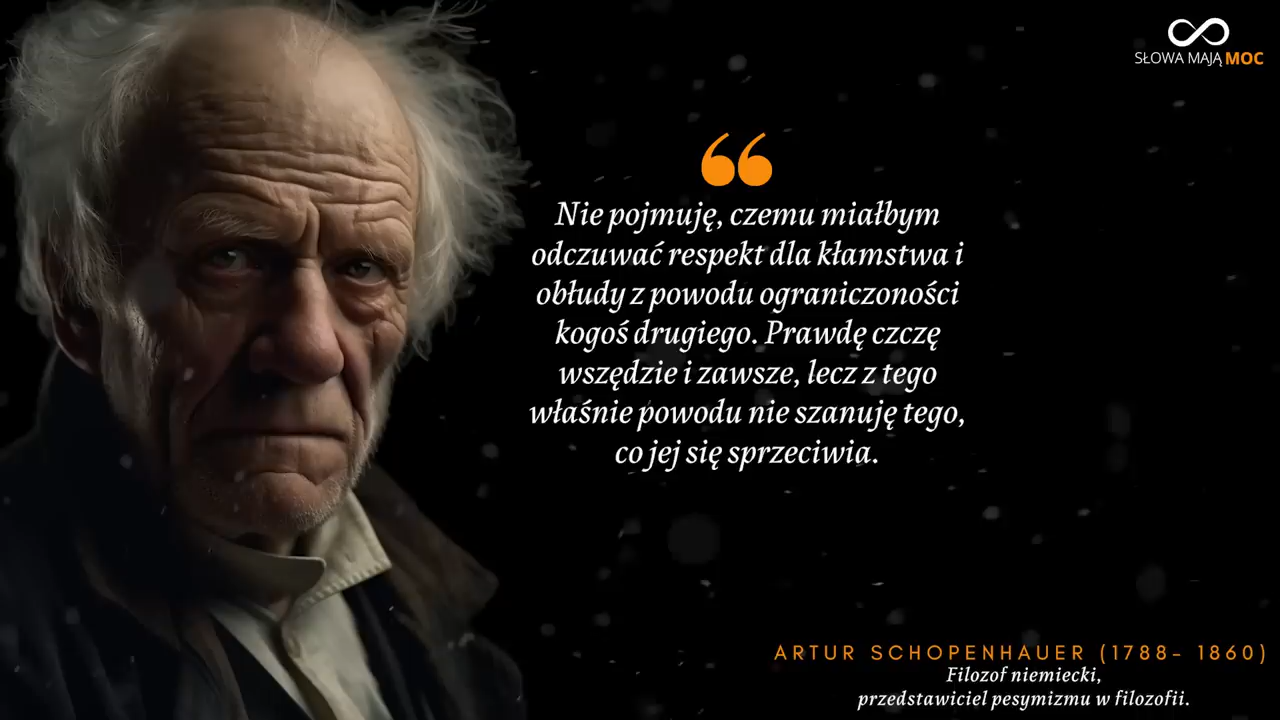 SŁOWA MAJĄ MOC
Nie pojmuję, czemu miałbym
odczuwać respekt dla kłamstwa i
obłudy z powodu ograniczoności
kogoś drugiego. Prawdę czczę
wszędzie i zawsze, lecz z tego
właśnie powodu nie szanuję tego,
co jej się sprzeciwia.
ARTUR SCHOPENHAUER (1788- 1860)
Filozof niemiecki,
przedstawiciel pesymizmu w filozofii.